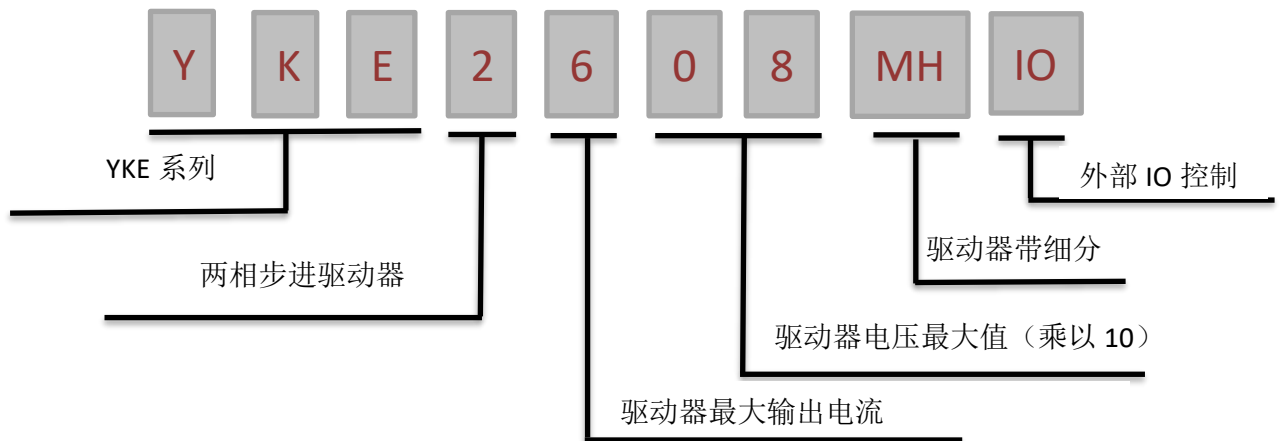 Y K E 2 6 0 8 MH IO
YKE 系列
外部 IO 控制
驱动器带细分
两相步进驱动器
驱动器电压最大值（乘以 10）
驱动器最大输出电流